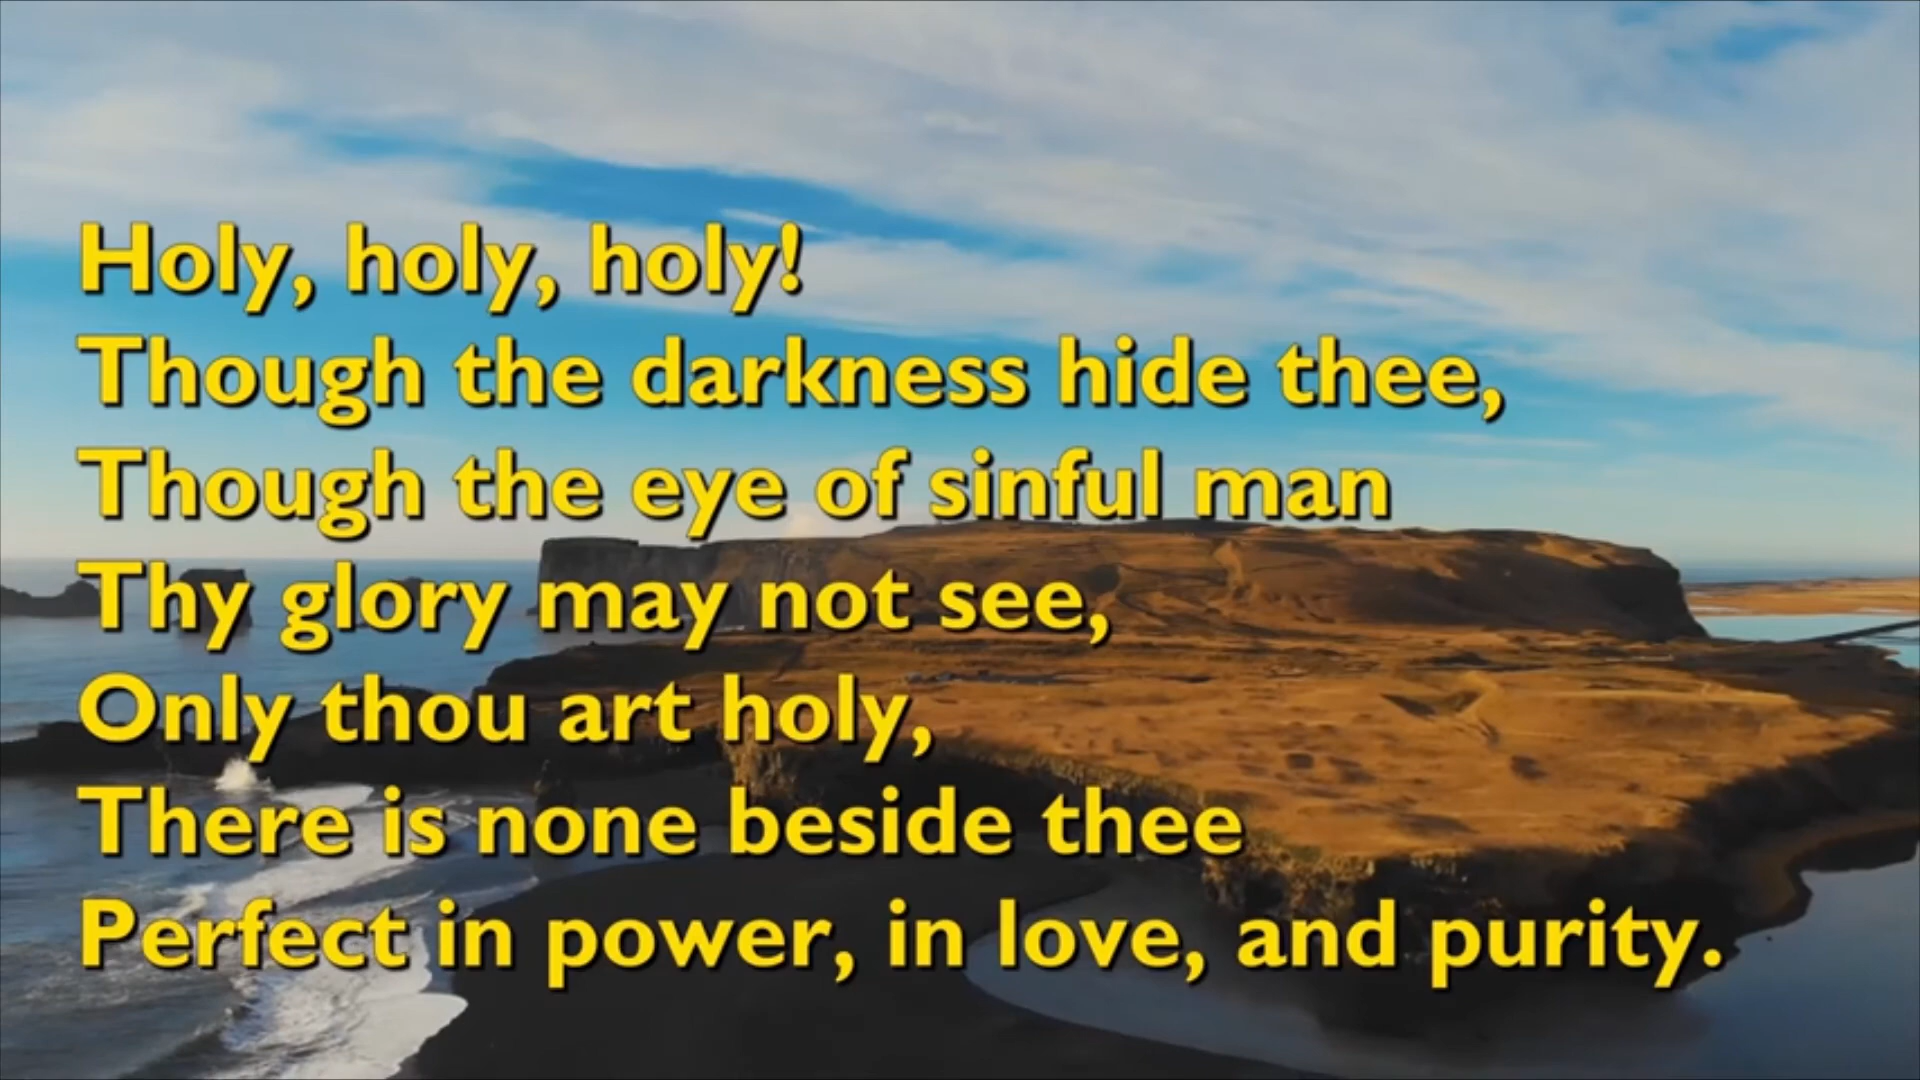 Holy, holy, holy!
Though the darkness hide thee,
Though the eye of sinful man
Thy glory may not see,
Only thou art holy,
There is none beside thee
Perfect in power, in love, and purity.